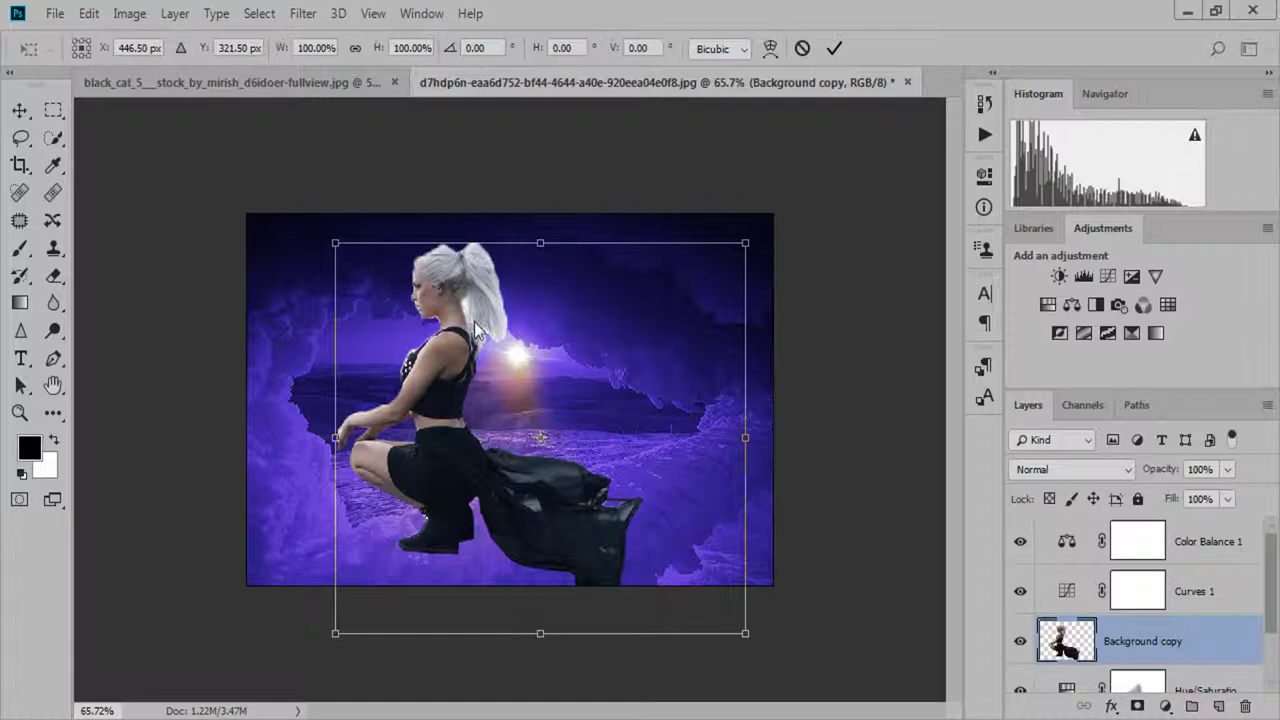 Ps File Edit Image Layer Type Select Filter 3D View Window Help
X: 446.50 px Y: 321.50 px W: 100.00% H: 100.00% 0.00 ° H: 0.00 ° V: 0.00 ° Bicubic
black_cat_5___stock_by_mirish_d6idoer-fullview.jpg @ 5... × d7hdp6n-eaa6d752-bf44-4644-a40e-920eea04e0f8.jpg @ 65.7% (Background copy, RGB/8) * ×
Histogram Navigator
Libraries Adjustments
Add an adjustment
Layers Channels Paths
Kind
Normal Opacity: 100%
Lock: Fill: 100%
Color Balance 1
Curves 1
Background copy
Hue/Saturatio
65.72% Doc: 1.22M/3.47M